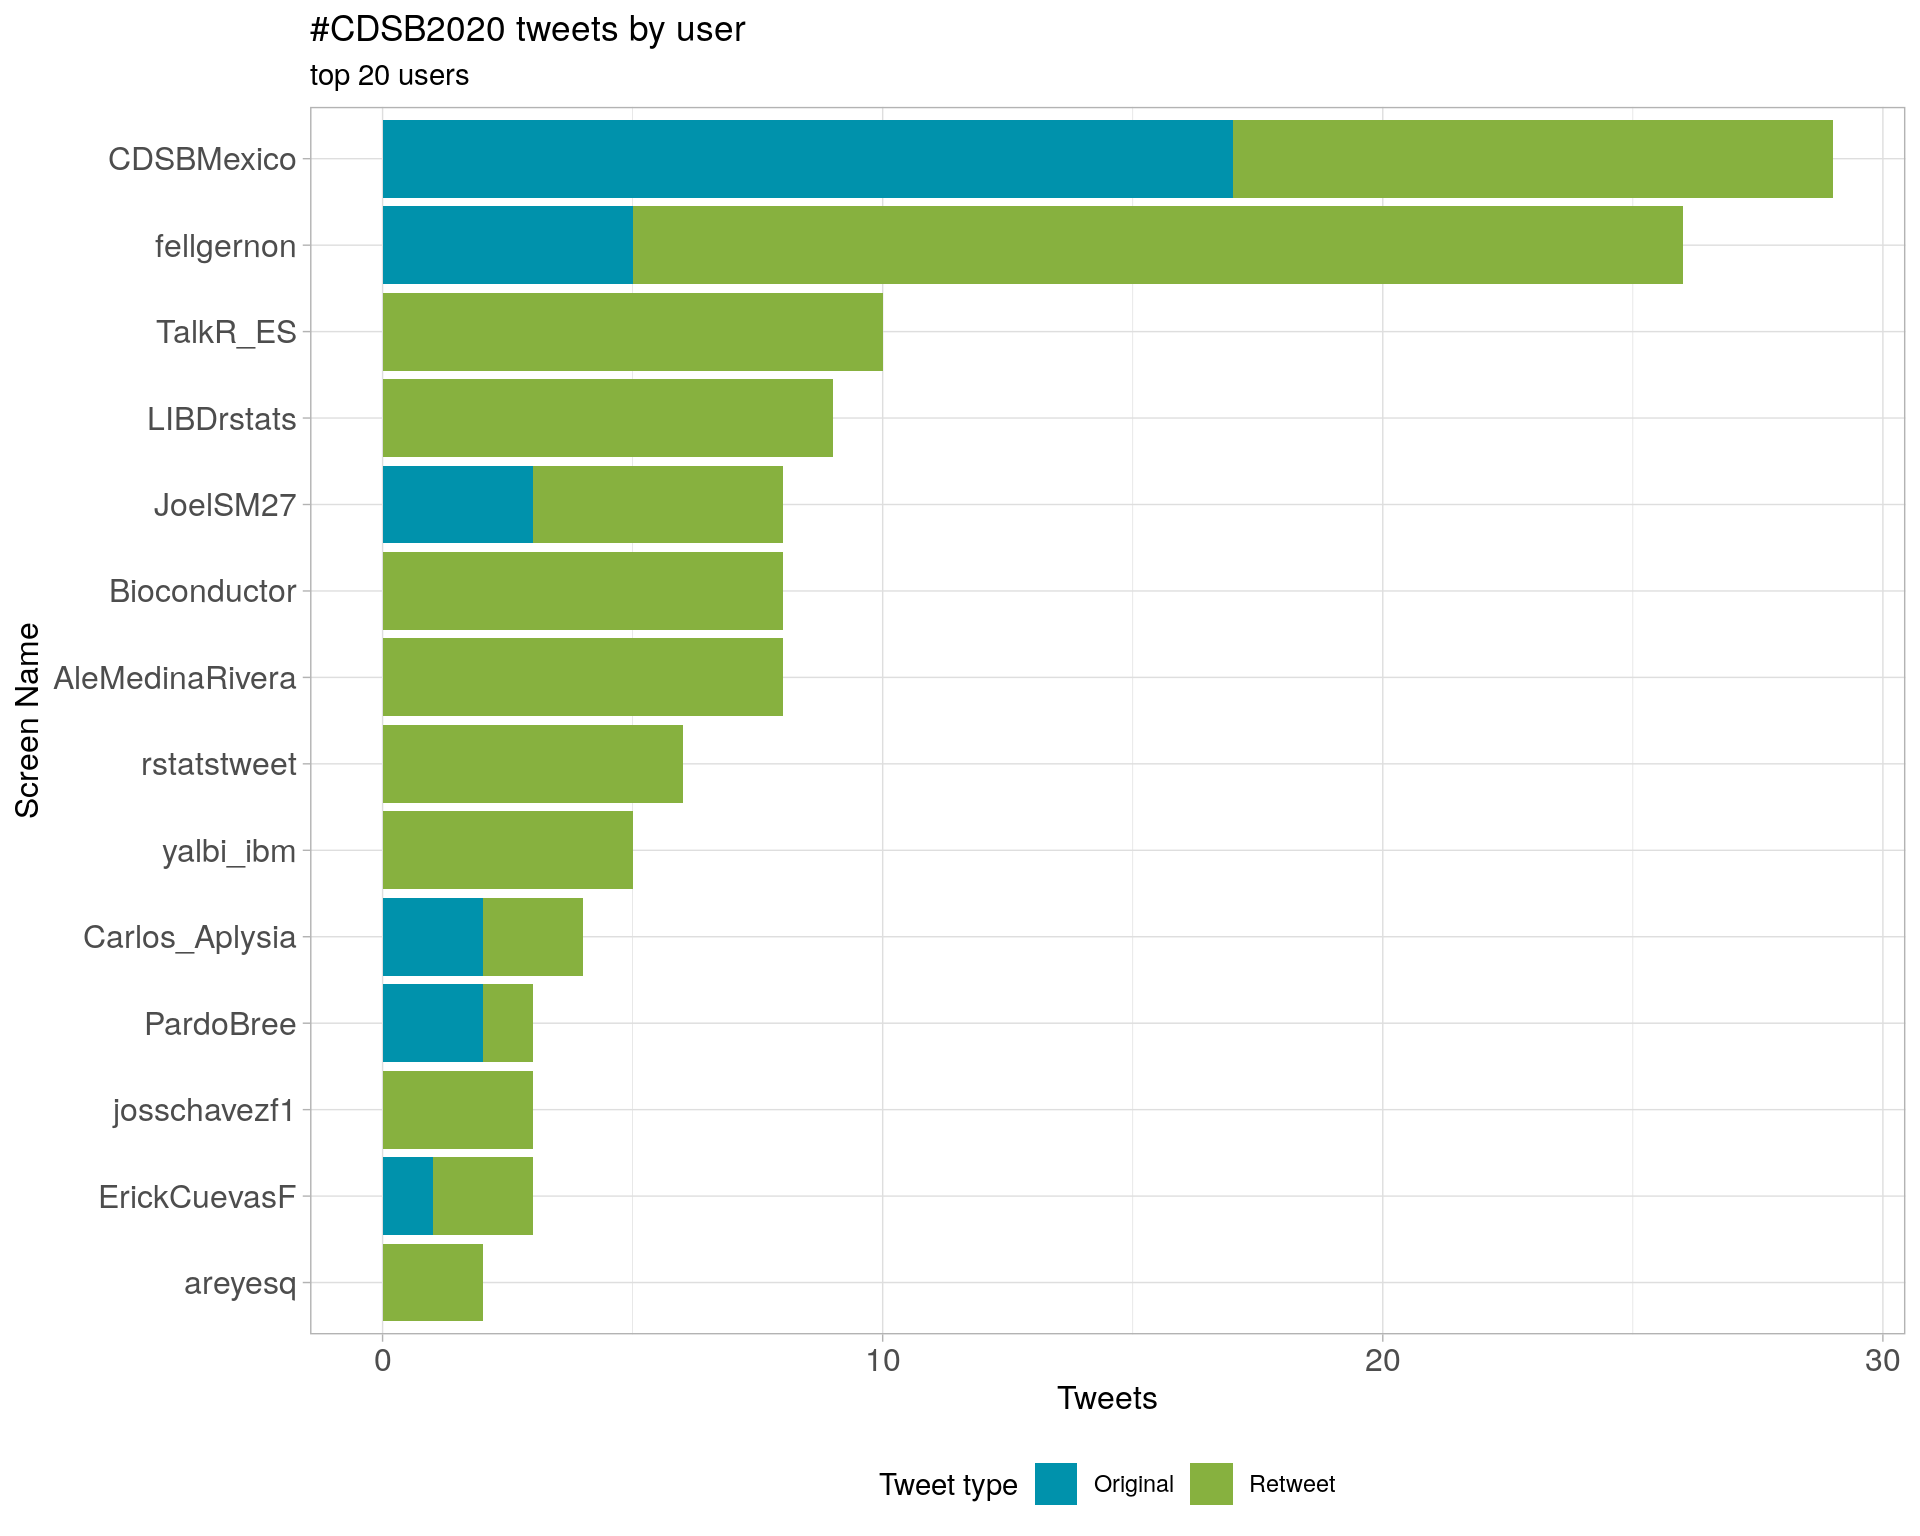 #CDSB2020 tweets by user
top 20 users
Screen Name
CDSBMexico
fellgernon
TalkR_ES
LIBDrstats
JoelSM27
Bioconductor
AleMedinaRivera
rstatstweet
yalbi_ibm
Carlos_Aplysia
PardoBree
josschavezf1
ErickCuevasF
areyesq
0 10 20 30
Tweets
Tweet type Original Retweet